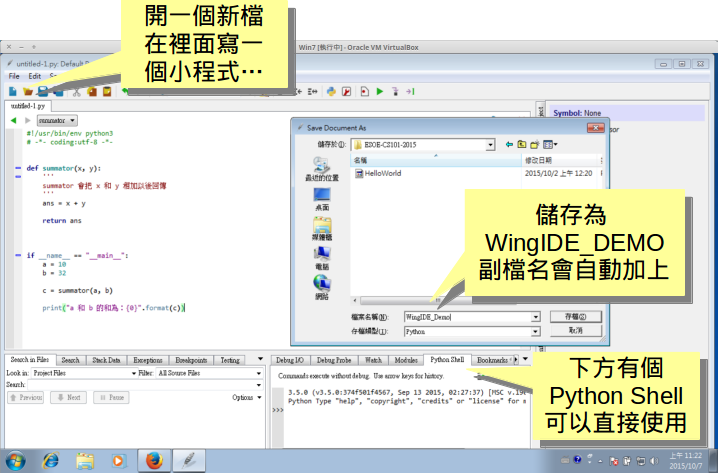 開一個新檔
在裡面寫一
個小程式…
Win7 [執行中] - Oracle VM VirtualBox
untitled-1.py: Default
File Edit
untitled-1.py
summator
#!/usr/bin/env python3
# -*- coding:utf-8 -*-
def summator(x, y):
'''
summator 會把 x 和 y 相加以後回傳
'''
ans = x + y
return ans
if __name__ == "__main__":
a = 10
b = 32
c = summator(a, b)
print("a 和 b 的和為：{0}".format(c))
Symbol: None
Save Document As
儲存於(I):
ESOE-CS101-2015
名稱
修改日期
HelloWorld
2015/10/2 上午 12:20
最近的位置
桌面
媒體櫃
電腦
網路
檔案名稱(N):
WingIDE_Demo
存檔(S)
存檔類型(T):
Python
取消
儲存為
WingIDE_DEMO
副檔名會自動加上
Search in Files Search Stack Data Exceptions Breakpoints Testing
Look in: Project Files Filter: All Source Files
Search:
Previous Next Pause Options
Debug I/O Debug Probe Watch Modules Python Shell Bookmarks
Commands execute without debug. Use arrow keys for history.
3.5.0 (v3.5.0:374f501f4567, Sep 13 2015, 02:27:37) [MSC v.190
Python Type "help", "copyright", "credits" or "license" for m
>>>
下方有個
Python Shell
可以直接使用
上午 11:22
2015/10/7